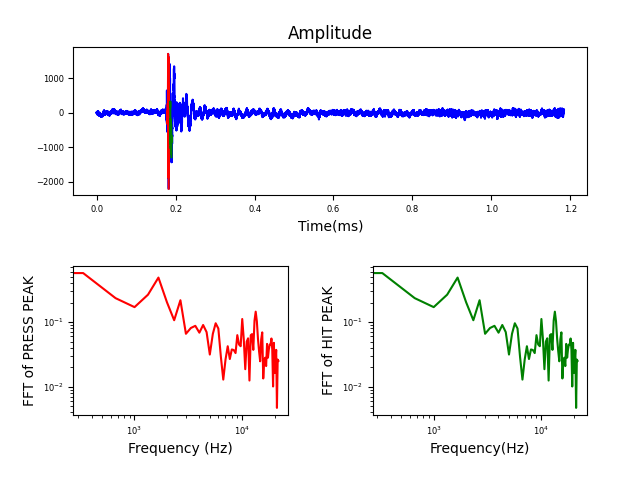 Amplitude
1000
0
−1000
−2000
0.0 0.2 0.4 0.6 0.8 1.0 1.2
Time(ms)
FFT of PRESS PEAK
10⁻¹
10⁻²
10³ 10⁴
Frequency (Hz)
FFT of HIT PEAK
10⁻¹
10⁻²
10³ 10⁴
Frequency(Hz)